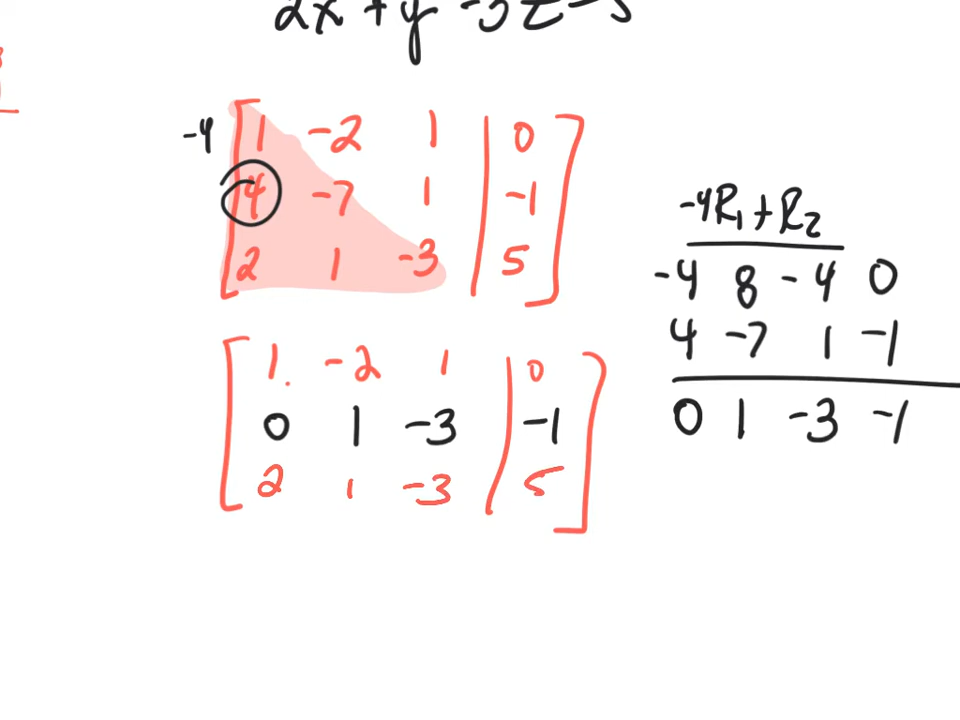 2x + y - 3z = 5
-4 [ 1 -2 1 | 0 ]
4 -7 1 | -1
2 1 -3 | 5
-4R₁+R₂
-4 8 -4 0
4 -7 1 -1
0 1 -3 -1
[ 1. -2 1 | 0 ]
0 1 -3 | -1
2 1 -3 | 5